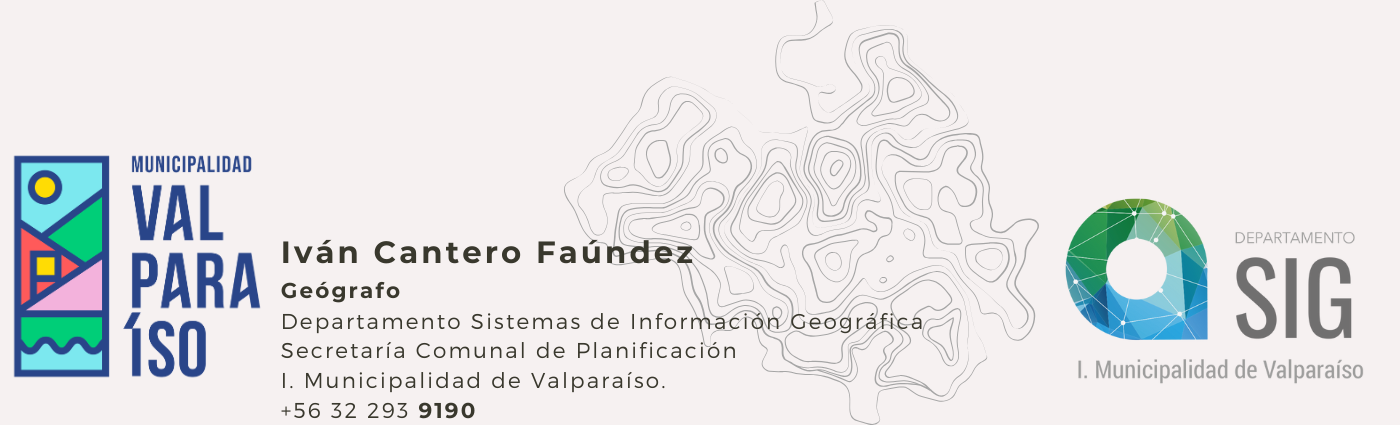 MUNICIPALIDAD
VAL
PARA
ÍSO
Iván Cantero Faúndez
Geógrafo
Departamento Sistemas de Información Geográfica
Secretaría Comunal de Planificación
I. Municipalidad de Valparaíso.
+56 32 293 9190
DEPARTAMENTO
SIG
I. Municipalidad de Valparaíso